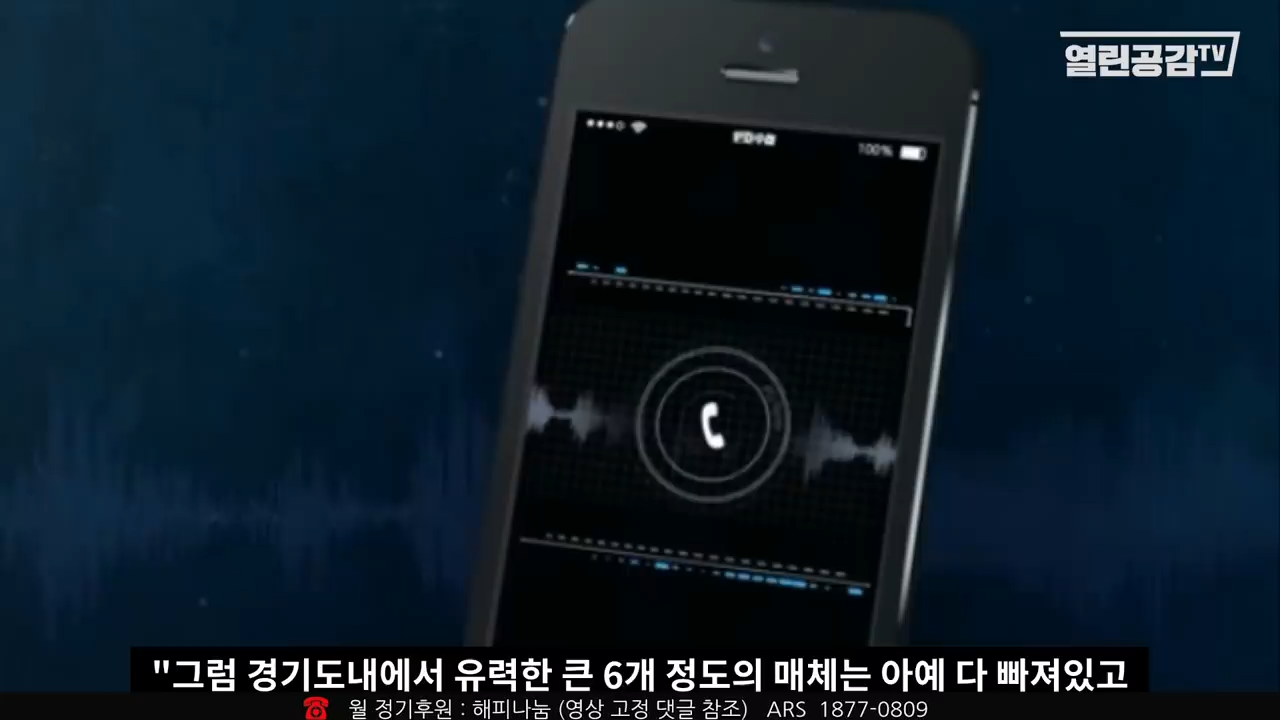 열린공감TV
100%
"그럼 경기도내에서 유력한 큰 6개 정도의 매체는 아예 다 빠져있고
월 정기후원 : 해피나눔 (영상 고정 댓글 참조) ARS 1877-0809